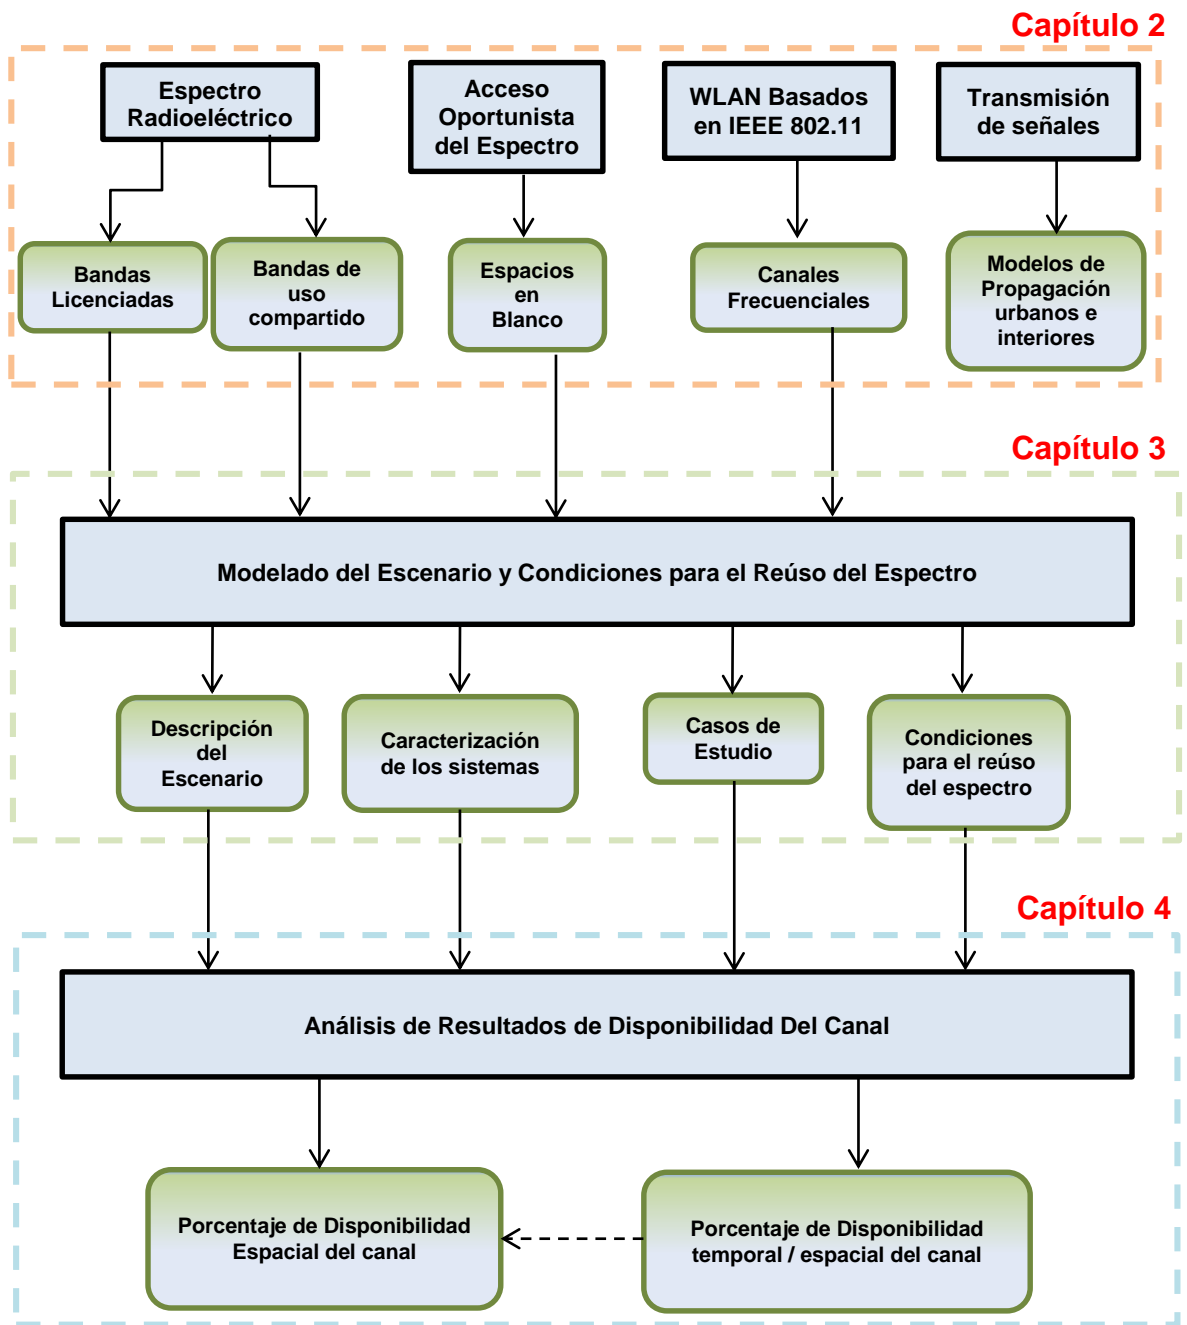 Capítulo 2
Espectro
Radioeléctrico
Acceso
Oportunista
del Espectro
WLAN Basados
en IEEE 802.11
Transmisión
de señales
Bandas
Licenciadas
Bandas de
uso
compartido
Espacios
en
Blanco
Canales
Frecuenciales
Modelos de
Propagación
urbanos e
interiores
Capítulo 3
Modelado del Escenario y Condiciones para el Reúso del Espectro
Descripción
del
Escenario
Caracterización
de los sistemas
Casos de
Estudio
Condiciones
para el reúso
del espectro
Capítulo 4
Análisis de Resultados de Disponibilidad Del Canal
Porcentaje de Disponibilidad
Espacial del canal
Porcentaje de Disponibilidad
temporal / espacial del canal